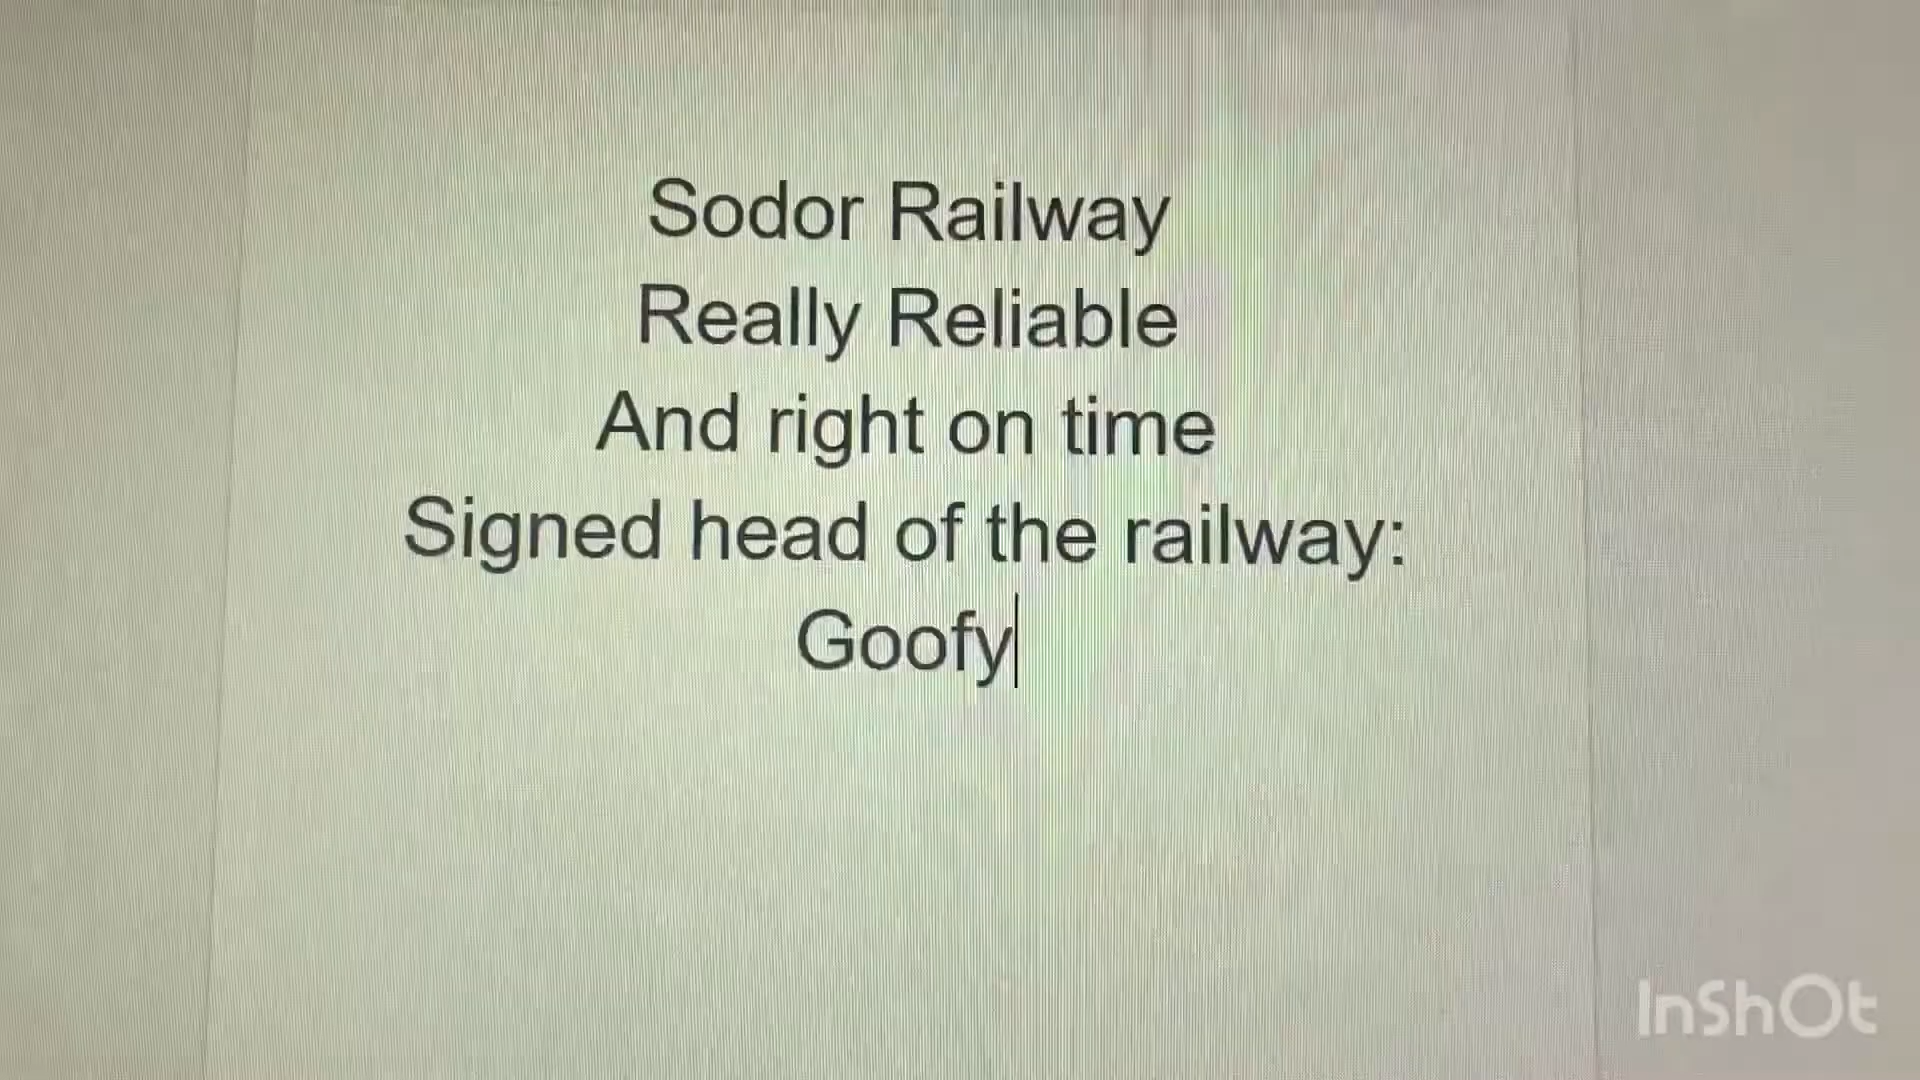 Sodor Railway
Really Reliable
And right on time
Signed head of the railway:
Goofy
InShOt